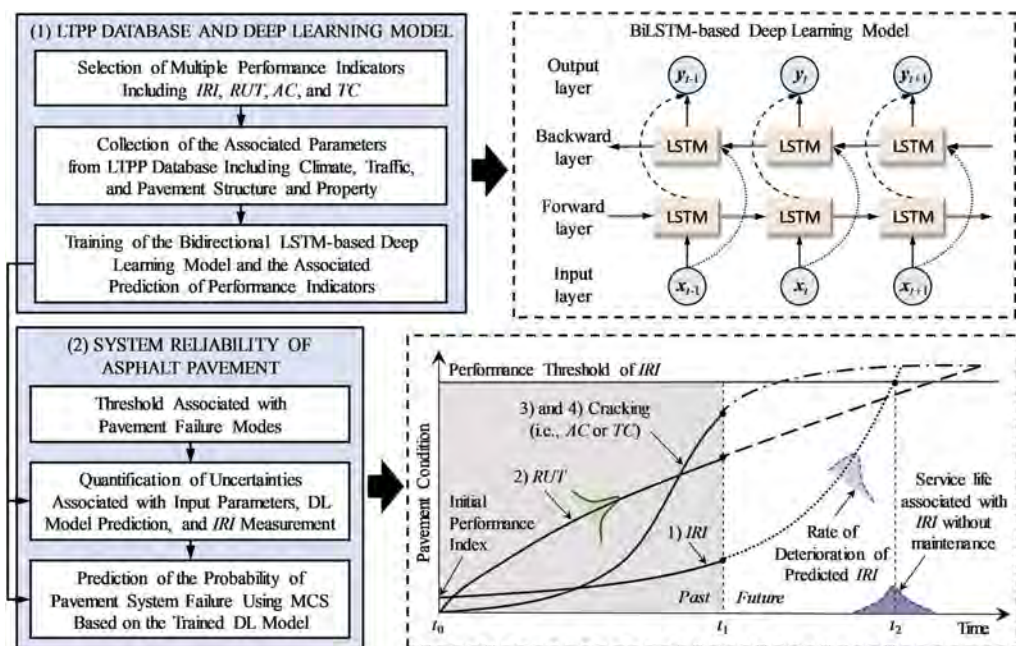 (1) LTPP DATABASE AND DEEP LEARNING MODEL
Selection of Multiple Performance Indicators
Including IRI, RUT, AC, and TC
Collection of the Associated Parameters
from LTPP Database Including Climate, Traffic,
and Pavement Structure and Property
Training of the Bidirectional LSTM-based Deep
Learning Model and the Associated
Prediction of Performance Indicators
BiLSTM-based Deep Learning Model
Output
layer
yt-1
yt
yt+1
Backward
layer
LSTM
LSTM
LSTM
Forward
layer
LSTM
LSTM
LSTM
Input
layer
xt-1
xt
xt+1
(2) SYSTEM RELIABILITY OF
ASPHALT PAVEMENT
Threshold Associated with
Pavement Failure Modes
Quantification of Uncertainties
Associated with Input Parameters, DL
Model Prediction, and IRI Measurement
Prediction of the Probability of
Pavement System Failure Using MCS
Based on the Trained DL Model
Pavement Condition
Performance Threshold of IRI
3) and 4) Cracking
(i.e., AC or TC)
2) RUT
Initial
Performance
Index
1) IRI
Rate of
Deterioration of
Predicted IRI
Service life
associated with
IRI without
maintenance
Past
Future
t0
t1
t2
Time